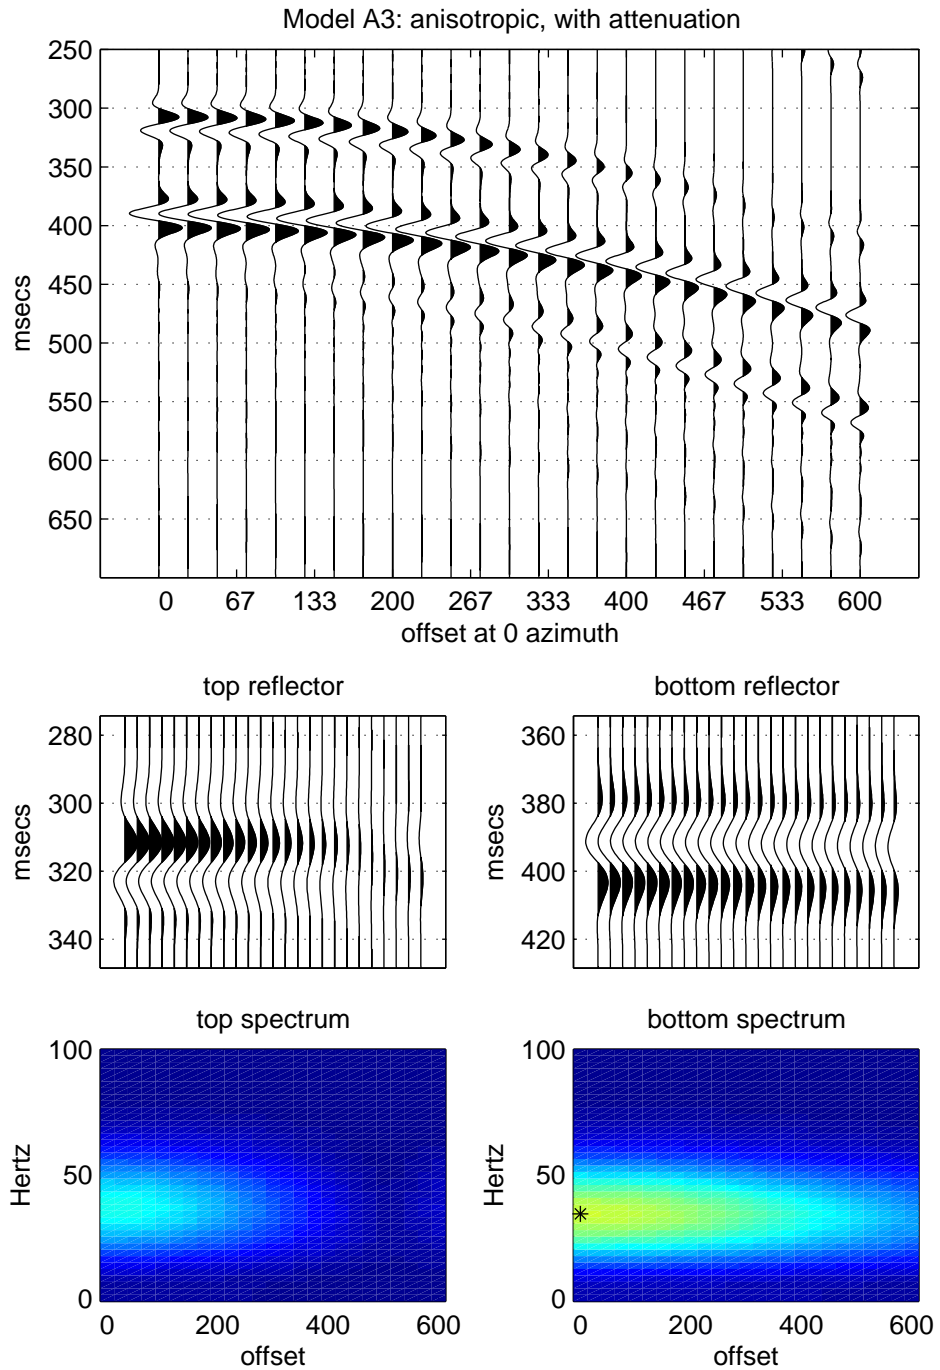 Model A3: anisotropic, with attenuation
250
300
350
400
450
500
550
600
650
msecs
0 67 133 200 267 333 400 467 533 600
offset at 0 azimuth
top reflector
280
300
320
340
msecs
bottom reflector
360
380
400
420
msecs
top spectrum
100
50
0
Hertz
0 200 400 600
offset
bottom spectrum
100
50
0
Hertz
0 200 400 600
offset